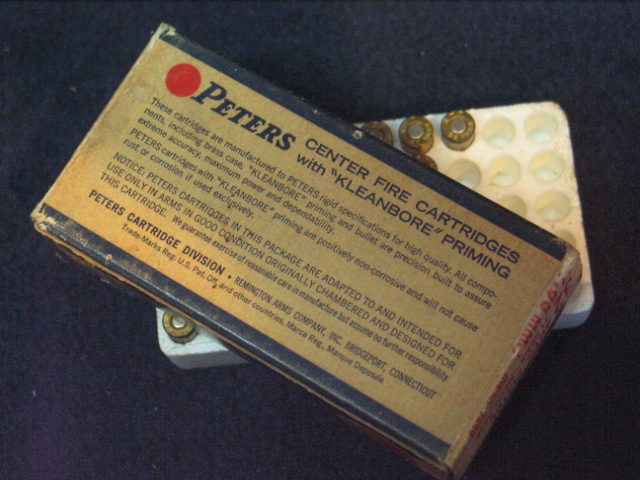 PETERS CENTER FIRE CARTRIDGES
with "KLEANBORE" PRIMING
These cartridges are manufactured to PETERS rigid specifications for high quality. All compo-
nents, including brass case, "KLEANBORE" priming and bullet are precision built to assure
extreme accuracy, maximum power and dependability.
PETERS cartridges with "KLEANBORE" priming are positively non-corrosive and will not cause
rust or corrosion if used exclusively.
NOTICE: PETERS CARTRIDGES IN THIS PACKAGE ARE ADAPTED TO AND INTENDED FOR
USE ONLY IN ARMS IN GOOD CONDITION ORIGINALLY CHAMBERED AND DESIGNED FOR
THIS CARTRIDGE. We guarantee exercise of reasonable care in manufacture but assume no further responsibility.
PETERS CARTRIDGE DIVISION • REMINGTON ARMS COMPANY, INC. BRIDGEPORT, CONNECTICUT
Trade-Marks Reg. U.S. Pat. Off. and other countries, Marca Reg., Marque Deposée